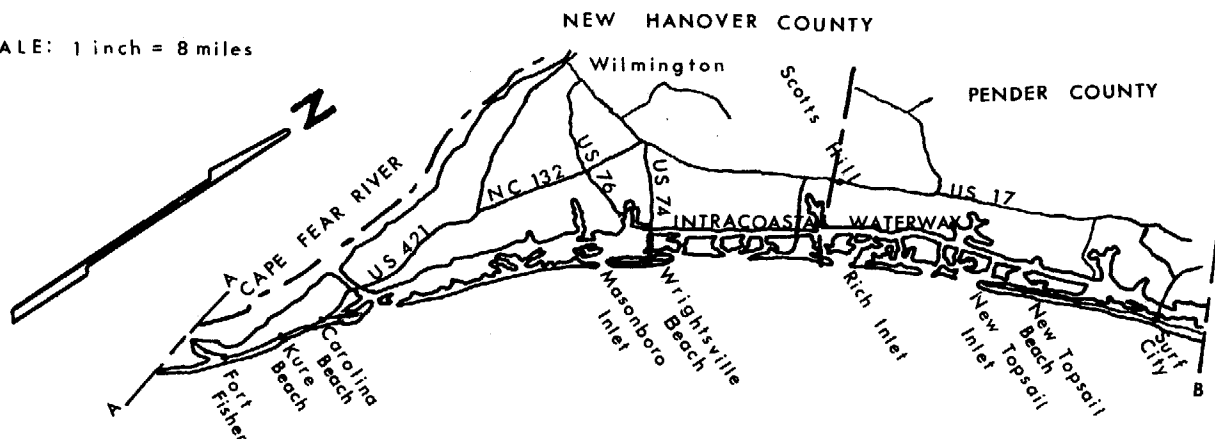 NEW HANOVER COUNTY
ALE: 1 inch = 8 miles
Wilmington
Scotts Hill
PENDER COUNTY
N
US 76
US 74
NC 132
US 17
CAPE FEAR RIVER
US 421
INTRACOASTAL WATERWAY
A
A
Fort
Fisher
Kure
Beach
Carolina
Beach
Masonboro
Inlet
Wrightsville
Beach
Rich Inlet
New Topsail
Inlet
New Topsail
Beach
Surf
City
B